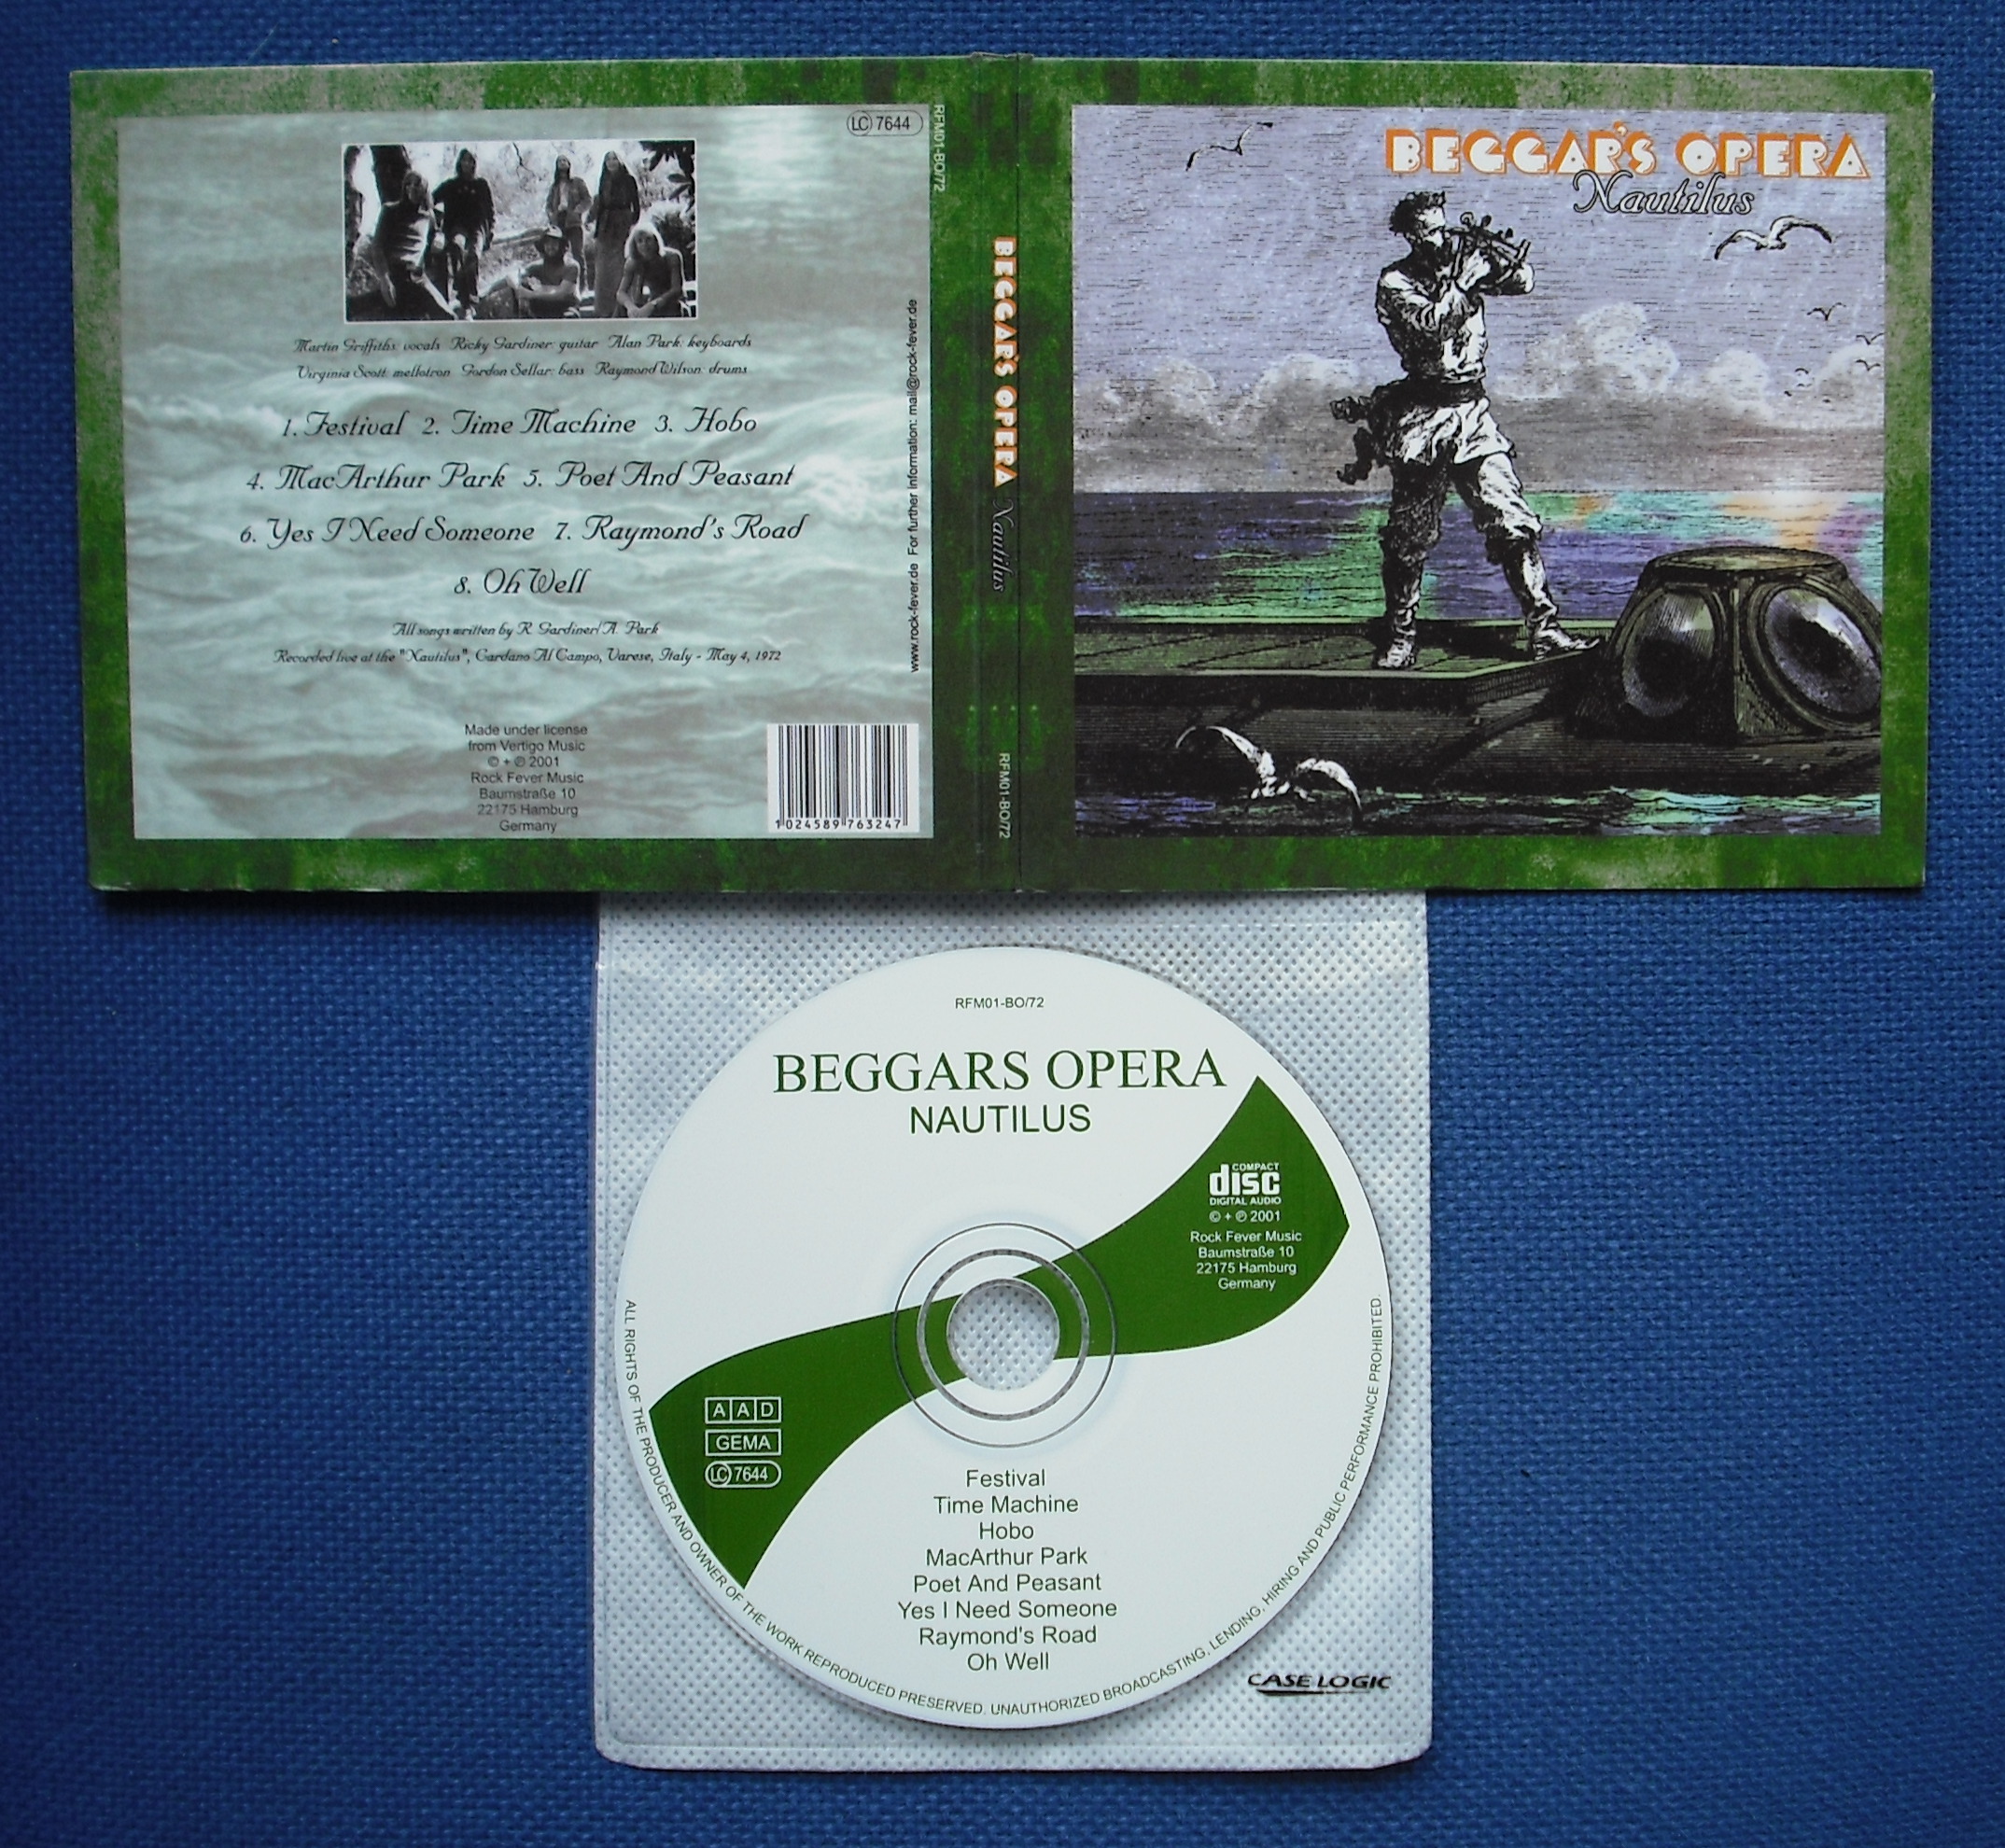 LC 7644
RFM01-BO/72
Martin Griffiths: vocals Ricky Gardiner: guitar Alan Park: keyboards
Virginia Scott: mellotron Gordon Sellar: bass Raymond Wilson: drums
1. Festival 2. Time Machine 3. Hobo
4. MacArthur Park 5. Poet And Peasant
6. Yes I Need Someone 7. Raymond's Road
8. Oh Well
All songs written by R. Gardiner/A. Park
Recorded live at the "Nautilus", Cardano Al Campo, Varese, Italy - May 4, 1972
www.rock-fever.de For further information: mail@rock-fever.de
Made under license
from Vertigo Music
© + ℗ 2001
Rock Fever Music
Baumstraße 10
22175 Hamburg
Germany
1024589763247
BEGGAR'S OPERA Nautilus
RFM01-BO/72
BEGGAR'S OPERA
Nautilus
RFM01-BO/72
BEGGARS OPERA
NAUTILUS
COMPACT
disc
DIGITAL AUDIO
© + ℗ 2001
Rock Fever Music
Baumstraße 10
22175 Hamburg
Germany
AAD
GEMA
LC 7644
Festival
Time Machine
Hobo
MacArthur Park
Poet And Peasant
Yes I Need Someone
Raymond's Road
Oh Well
ALL RIGHTS OF THE PRODUCER AND OWNER OF THE WORK REPRODUCED PRESERVED. UNAUTHORIZED BROADCASTING, LENDING, HIRING AND PUBLIC PERFORMANCE PROHIBITED.
CASE LOGIC